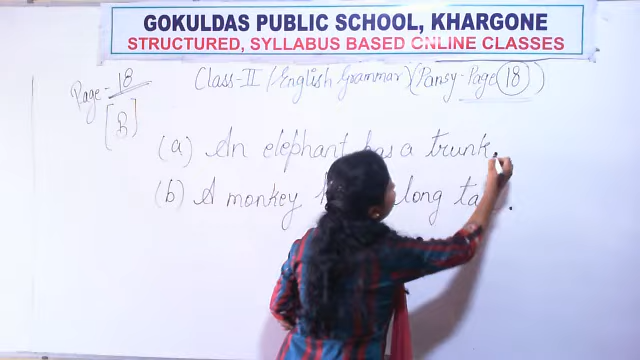 GOKULDAS PUBLIC SCHOOL, KHARGONE
STRUCTURED, SYLLABUS BASED ONLINE CLASSES
Page - 18 Class-II (English Grammar) (Pansy-Page 18)
[B]
(a) An elephant has a trunk.
(b) A monkey long